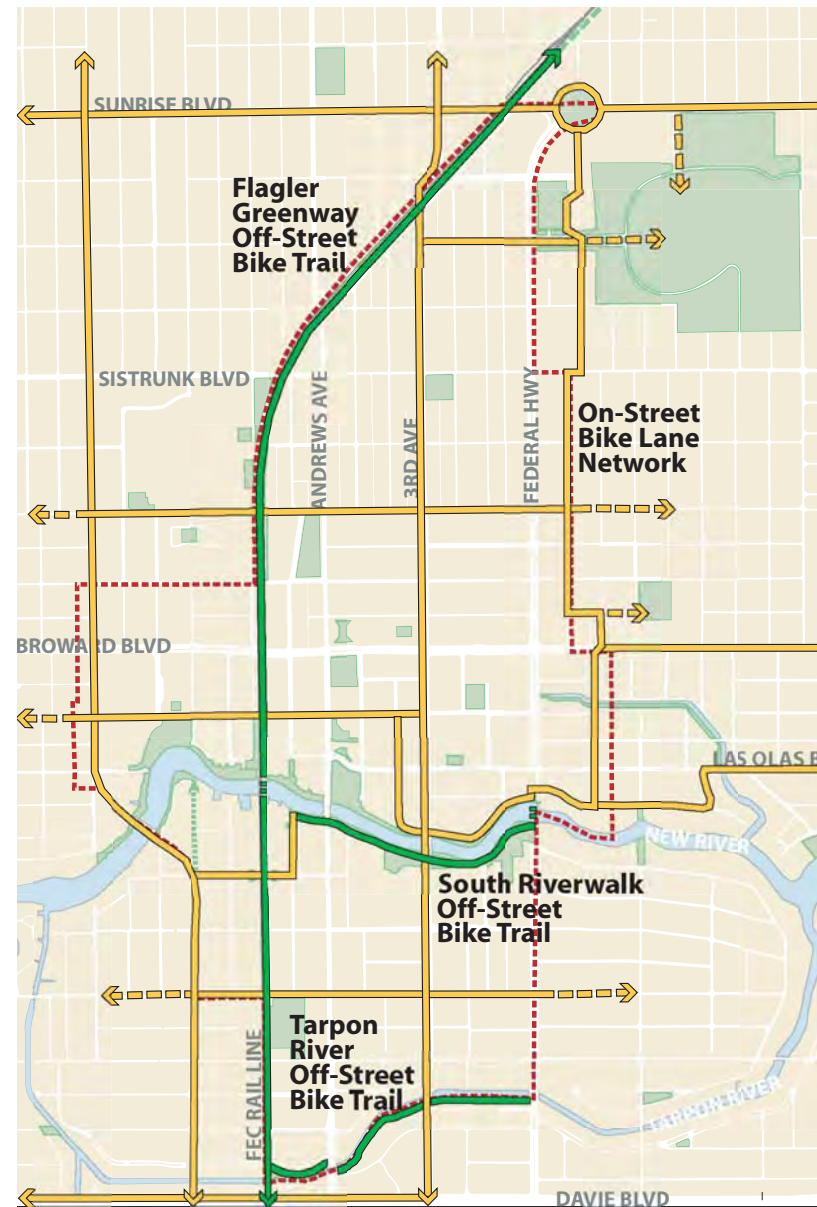 SUNRISE BLVD
Flagler
Greenway
Off-Street
Bike Trail
SISTRUNK BLVD
ANDREWS AVE
3RD AVE
FEDERAL HWY
On-Street
Bike Lane
Network
BROWARD BLVD
LAS OLAS B
NEW RIVER
South Riverwalk
Off-Street
Bike Trail
Tarpon
River
Off-Street
Bike Trail
FEC RAIL LINE
TARPON RIVER
DAVIE BLVD